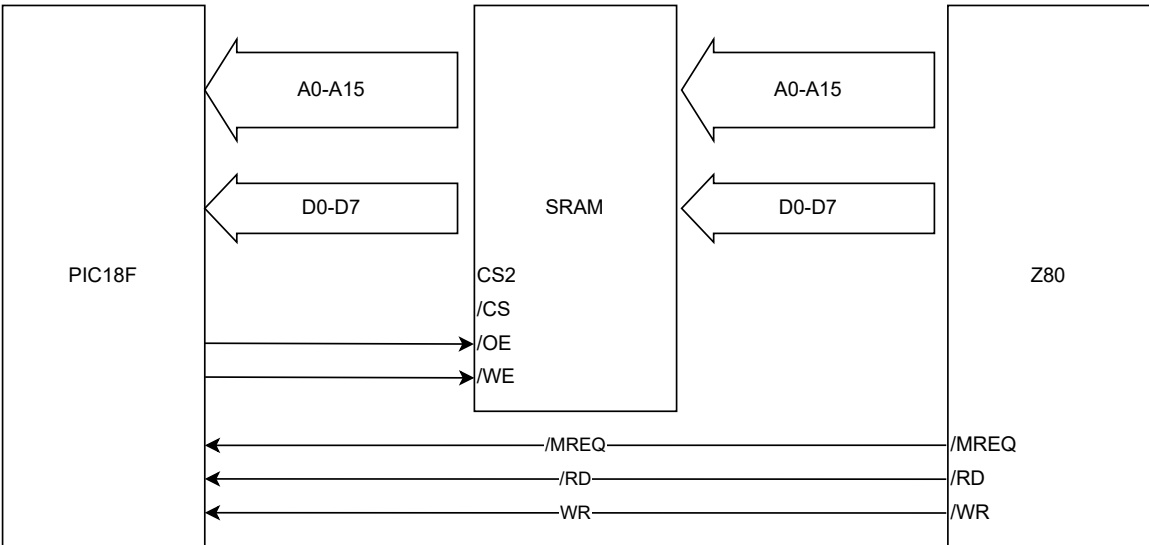 A0-A15
A0-A15
D0-D7
SRAM
D0-D7
PIC18F
CS2
Z80
/CS
/OE
/WE
/MREQ
/MREQ
/RD
/RD
WR
/WR